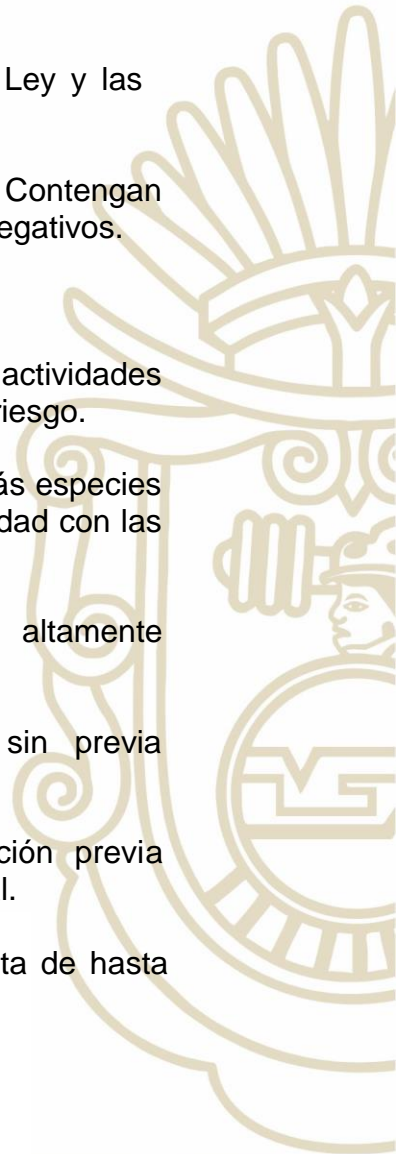 Ley y las
Contengan
egativos.
actividades
riesgo.
ás especies
dad con las
altamente
sin previa
ción previa
l.
ta de hasta